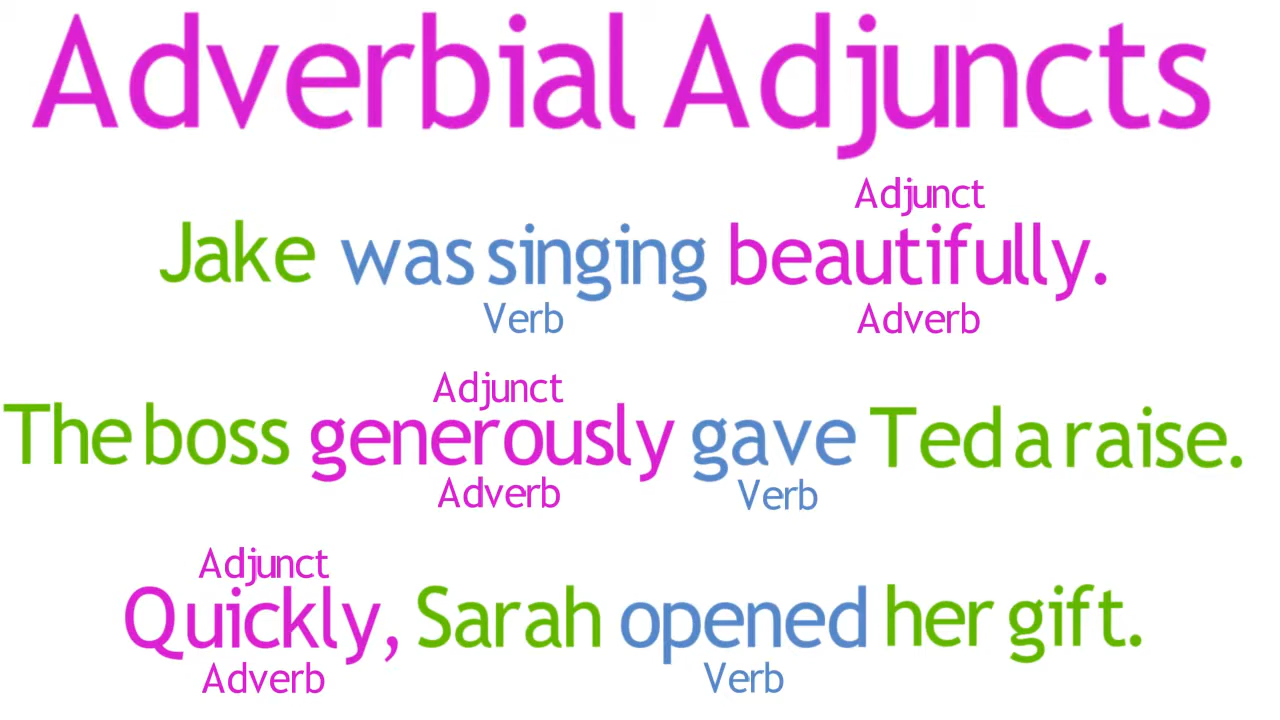 Adverbial Adjuncts
Adjunct
Jake was singing beautifully.
Verb Adverb
Adjunct
The boss generously gave Ted a raise.
Adverb Verb
Adjunct
Quickly, Sarah opened her gift.
Adverb Verb